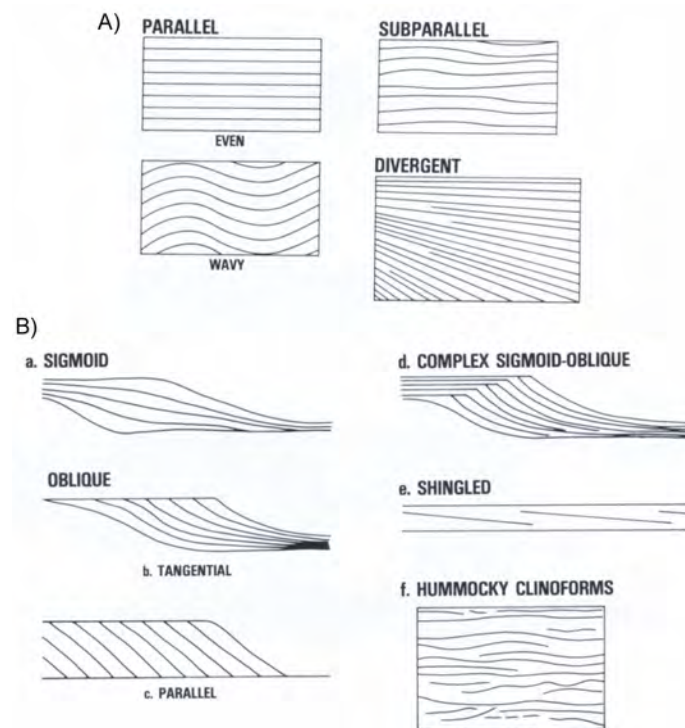 A)
PARALLEL
SUBPARALLEL
EVEN
DIVERGENT
WAVY
B)
a. SIGMOID
d. COMPLEX SIGMOID-OBLIQUE
OBLIQUE
e. SHINGLED
b. TANGENTIAL
f. HUMMOCKY CLINOFORMS
c. PARALLEL